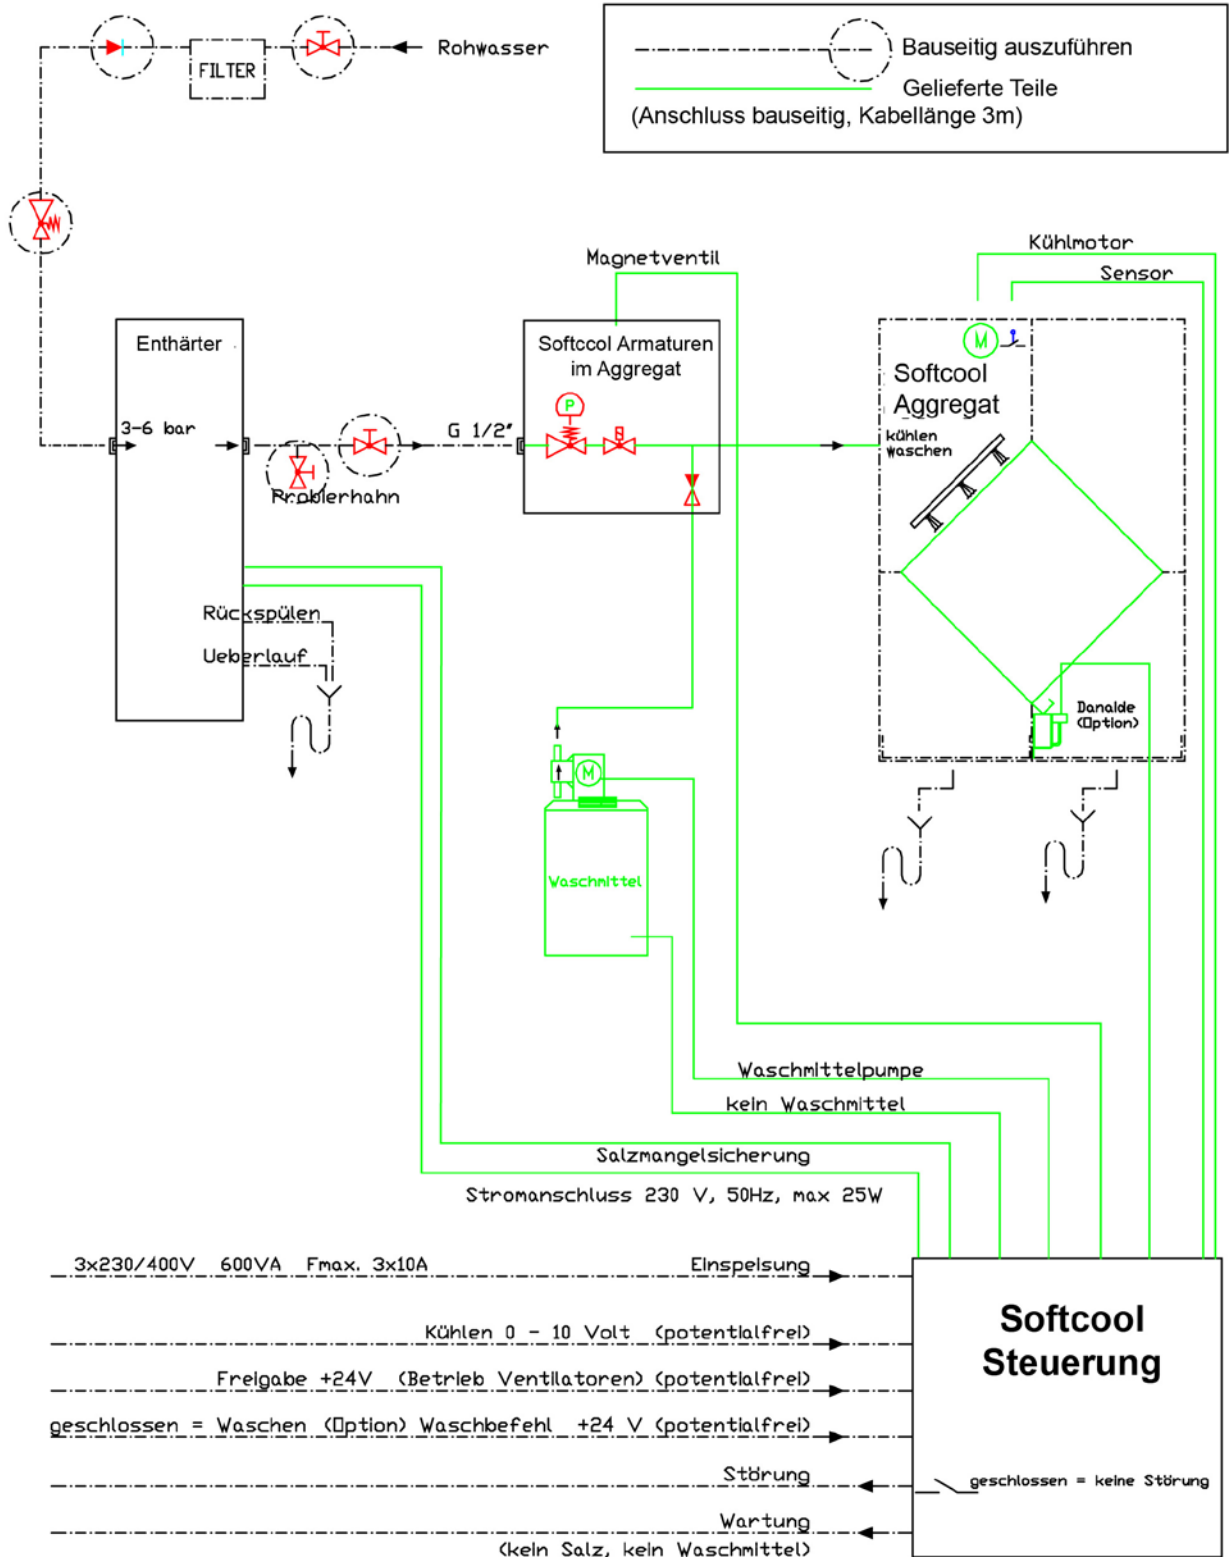 Rohwasser
FILTER
Bauseitig auszuführen
Gelieferte Teile
(Anschluss bauseitig, Kabellänge 3m)
Kühlmotor
Magnetventil
Sensor
Enthärter
Softccol Armaturen
im Aggregat
M
Softcool
Aggregat
P
3-6 bar
G 1/2"
kühlen
waschen
Probierhahn
Rückspülen
Ueberlauf
Danaide
(Option)
M
Waschmittel
Waschmittelpumpe
kein Waschmittel
Salzmangelsicherung
Stromanschluss 230 V, 50Hz, max 25W
3x230/400V 600VA Fmax. 3x10A Einspeisung
Softcool
Steuerung
Kühlen 0 - 10 Volt (potentialfrei)
Freigabe +24V (Betrieb Ventilatoren) (potentialfrei)
geschlossen = Waschen (Option) Waschbefehl +24 V (potentialfrei)
Störung
geschlossen = keine Störung
Wartung
(kein Salz, kein Waschmittel)